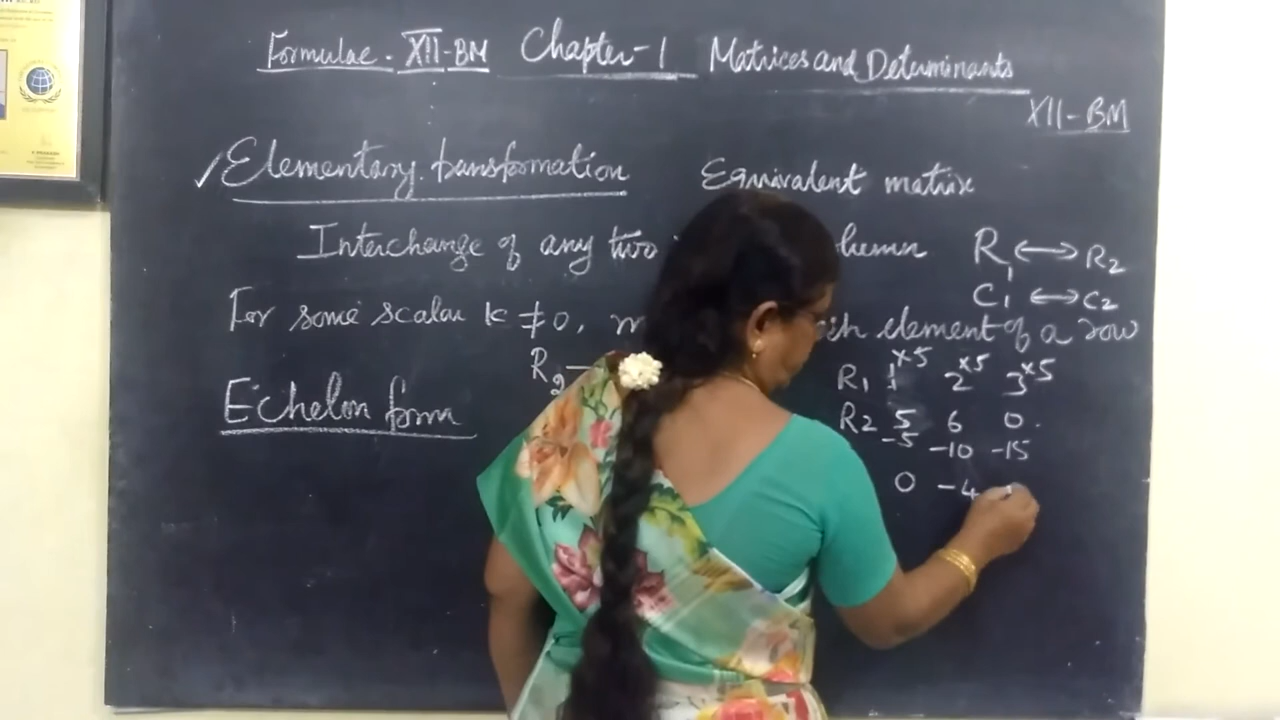 Formulae - XII-BM Chapter-1 Matrices and Determinants
XII-BM
✓Elementary transformation Equivalent matrix
Interchange of any two R1 ↔ R2
C1 ↔ C2
For some scalar k ≠ 0, element of a row
R2 R1 1×5 2×5 3×5
Echelon form R2 5 6 0.
-5 -10 -15
0 -4